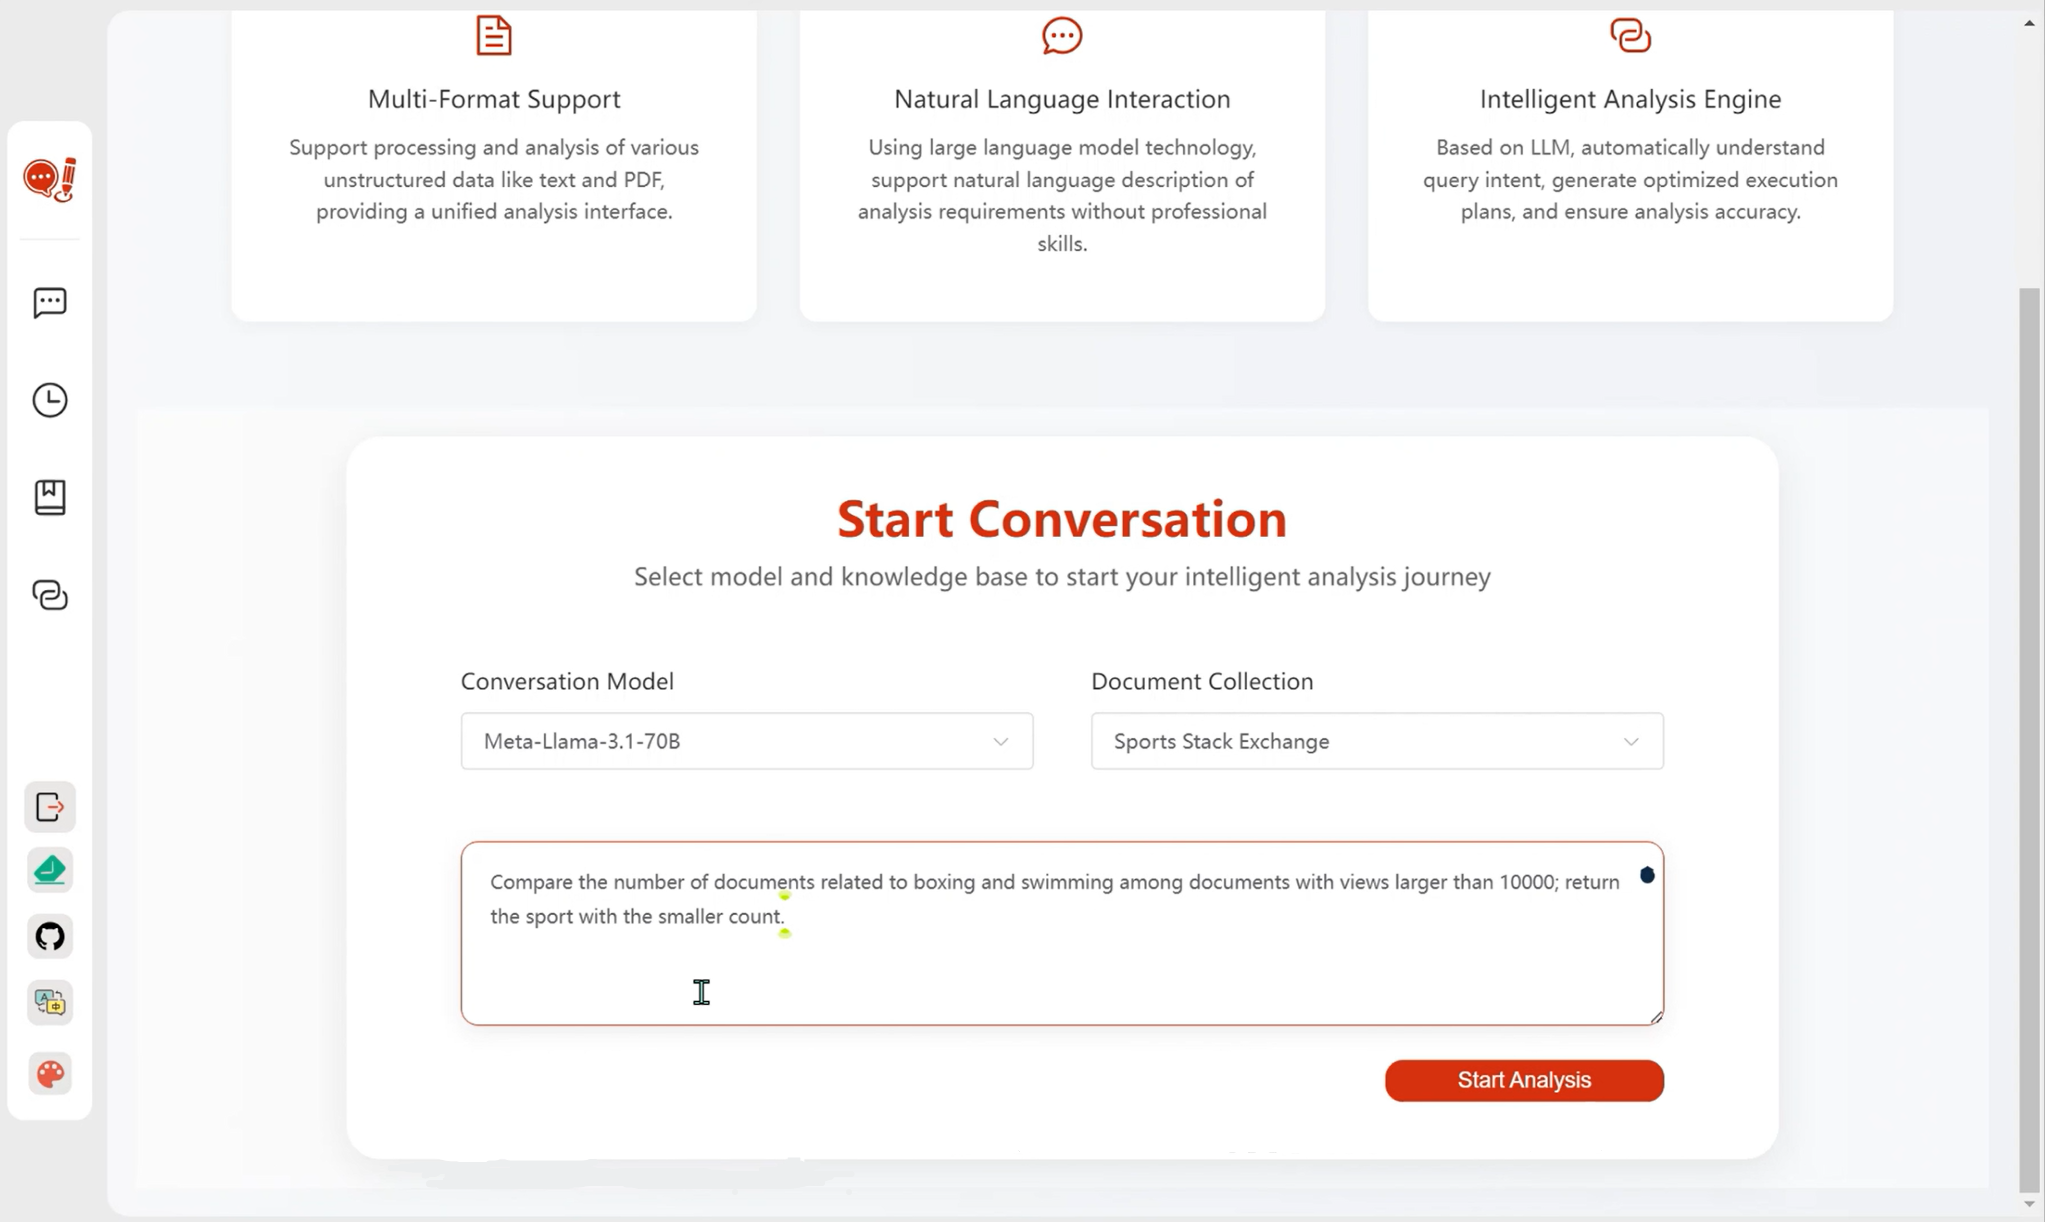 Multi-Format Support
Support processing and analysis of various
unstructured data like text and PDF,
providing a unified analysis interface.
Natural Language Interaction
Using large language model technology,
support natural language description of
analysis requirements without professional
skills.
Intelligent Analysis Engine
Based on LLM, automatically understand
query intent, generate optimized execution
plans, and ensure analysis accuracy.
Start Conversation
Select model and knowledge base to start your intelligent analysis journey
Conversation Model
Meta-Llama-3.1-70B
Document Collection
Sports Stack Exchange
Compare the number of documents related to boxing and swimming among documents with views larger than 10000; return
the sport with the smaller count.
Start Analysis